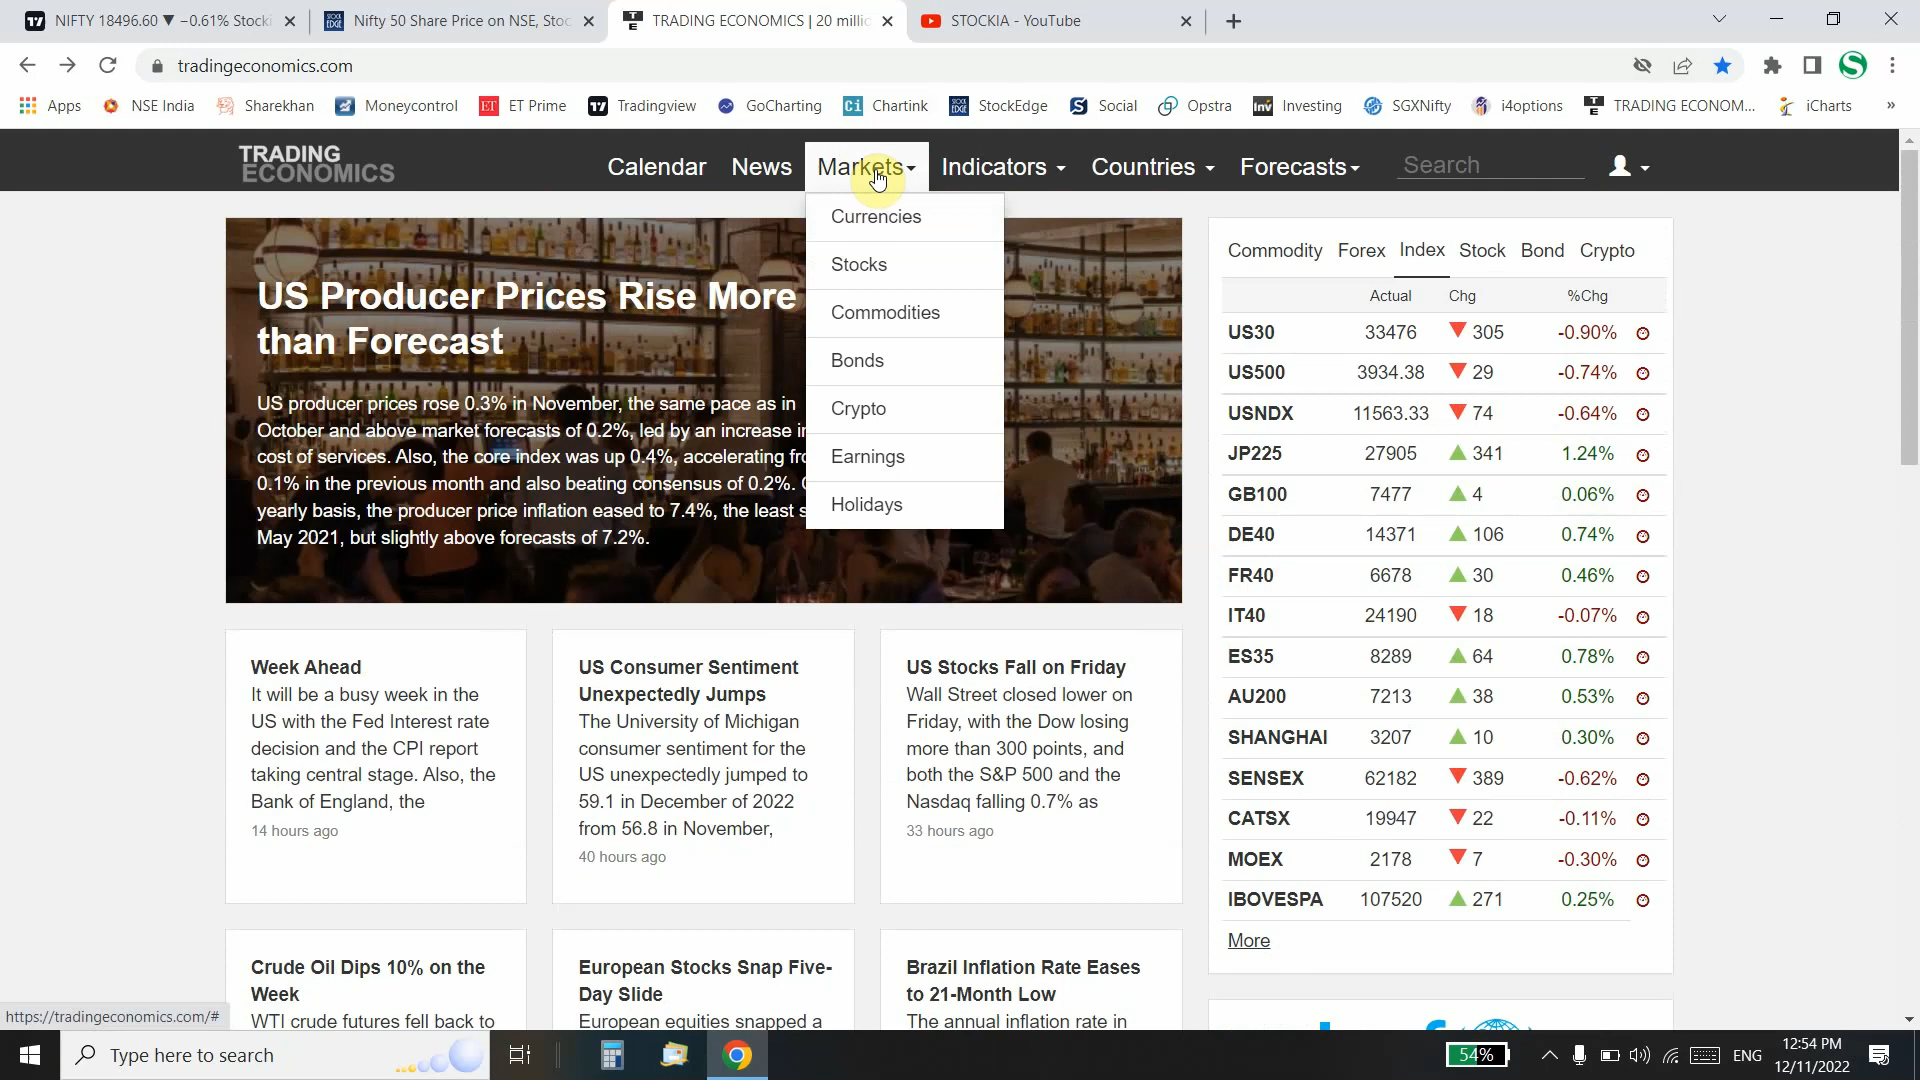 NIFTY 18496.60 ▼ −0.61% Stocki
Nifty 50 Share Price on NSE, Stoc
TRADING ECONOMICS | 20 millic
STOCKIA - YouTube
tradingeconomics.com
Apps
NSE India
Sharekhan
Moneycontrol
ET Prime
Tradingview
GoCharting
Chartink
StockEdge
Social
Opstra
Investing
SGXNifty
i4options
TRADING ECONOM...
iCharts
TRADING
ECONOMICS
Calendar
News
Markets
Indicators
Countries
Forecasts
Search
Currencies
Stocks
Commodities
Bonds
Crypto
Earnings
Holidays
US Producer Prices Rise More
than Forecast
US producer prices rose 0.3% in November, the same pace as in
October and above market forecasts of 0.2%, led by an increase in
cost of services. Also, the core index was up 0.4%, accelerating fro
0.1% in the previous month and also beating consensus of 0.2%.
yearly basis, the producer price inflation eased to 7.4%, the least s
May 2021, but slightly above forecasts of 7.2%.
Commodity Forex Index Stock Bond Crypto
Actual Chg %Chg
US30 33476 ▼ 305 -0.90%
US500 3934.38 ▼ 29 -0.74%
USNDX 11563.33 ▼ 74 -0.64%
JP225 27905 ▲ 341 1.24%
GB100 7477 ▲ 4 0.06%
DE40 14371 ▲ 106 0.74%
FR40 6678 ▲ 30 0.46%
IT40 24190 ▼ 18 -0.07%
ES35 8289 ▲ 64 0.78%
AU200 7213 ▲ 38 0.53%
SHANGHAI 3207 ▲ 10 0.30%
SENSEX 62182 ▼ 389 -0.62%
CATSX 19947 ▼ 22 -0.11%
MOEX 2178 ▼ 7 -0.30%
IBOVESPA 107520 ▲ 271 0.25%
More
Week Ahead
It will be a busy week in the
US with the Fed Interest rate
decision and the CPI report
taking central stage. Also, the
Bank of England, the
14 hours ago
US Consumer Sentiment
Unexpectedly Jumps
The University of Michigan
consumer sentiment for the
US unexpectedly jumped to
59.1 in December of 2022
from 56.8 in November,
40 hours ago
US Stocks Fall on Friday
Wall Street closed lower on
Friday, with the Dow losing
more than 300 points, and
both the S&P 500 and the
Nasdaq falling 0.7% as
33 hours ago
Crude Oil Dips 10% on the
Week
WTI crude futures fell back to
European Stocks Snap Five-
Day Slide
European equities snapped a
Brazil Inflation Rate Eases
to 21-Month Low
The annual inflation rate in
https://tradingeconomics.com/#
Type here to search
54%
ENG
12:54 PM
12/11/2022